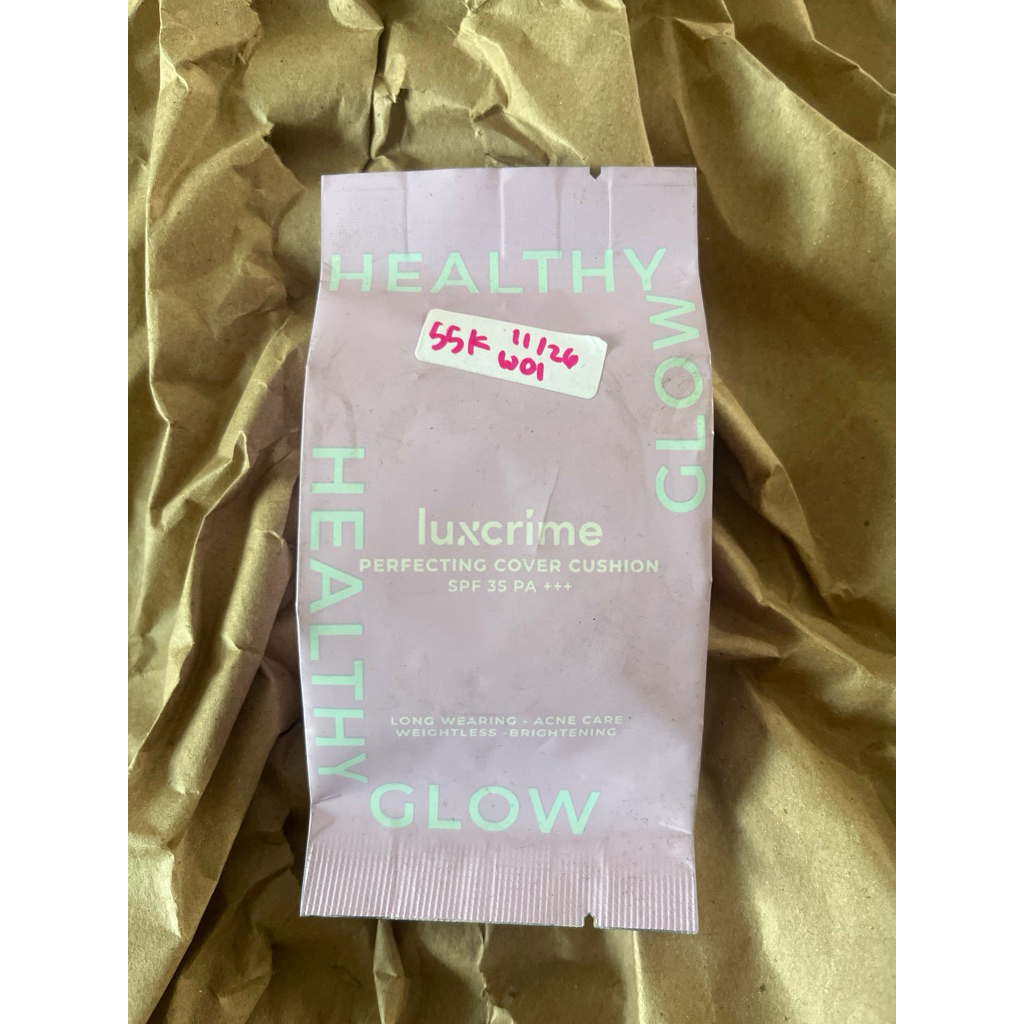 HEALTHY
GLOW
55K 11/26
W01
HEALTHY
luxcrime
PERFECTING COVER CUSHION
SPF 35 PA +++
LONG WEARING - ACNE CARE
WEIGHTLESS -BRIGHTENING
GLOW